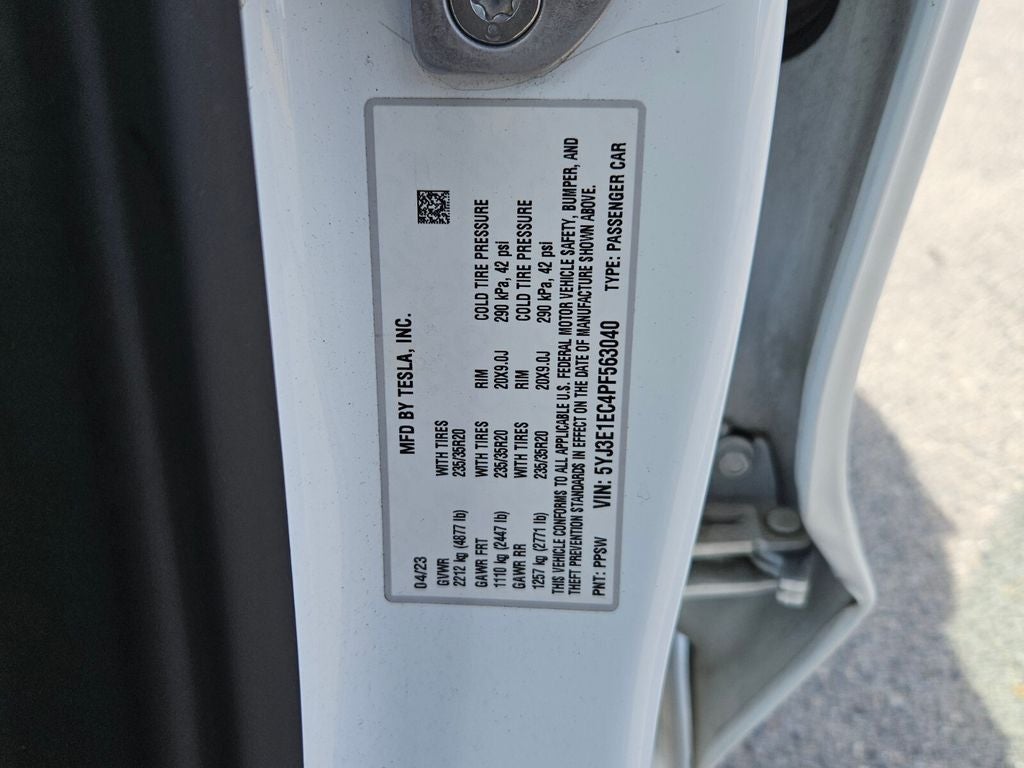 MFD BY TESLA, INC.
04/23
GVWR WITH TIRES
2212 kg (4877 lb) 235/35R20
GAWR FRT WITH TIRES RIM COLD TIRE PRESSURE
1110 kg (2447 lb) 235/35R20 20X9.0J 290 kPa, 42 psi
GAWR RR WITH TIRES RIM COLD TIRE PRESSURE
1257 kg (2771 lb) 235/35R20 20X9.0J 290 kPa, 42 psi
THIS VEHICLE CONFORMS TO ALL APPLICABLE U.S. FEDERAL MOTOR VEHICLE SAFETY, BUMPER, AND
THEFT PREVENTION STANDARDS IN EFFECT ON THE DATE OF MANUFACTURE SHOWN ABOVE.
PNT: PPSW VIN: 5YJ3E1EC4PF563040 TYPE: PASSENGER CAR